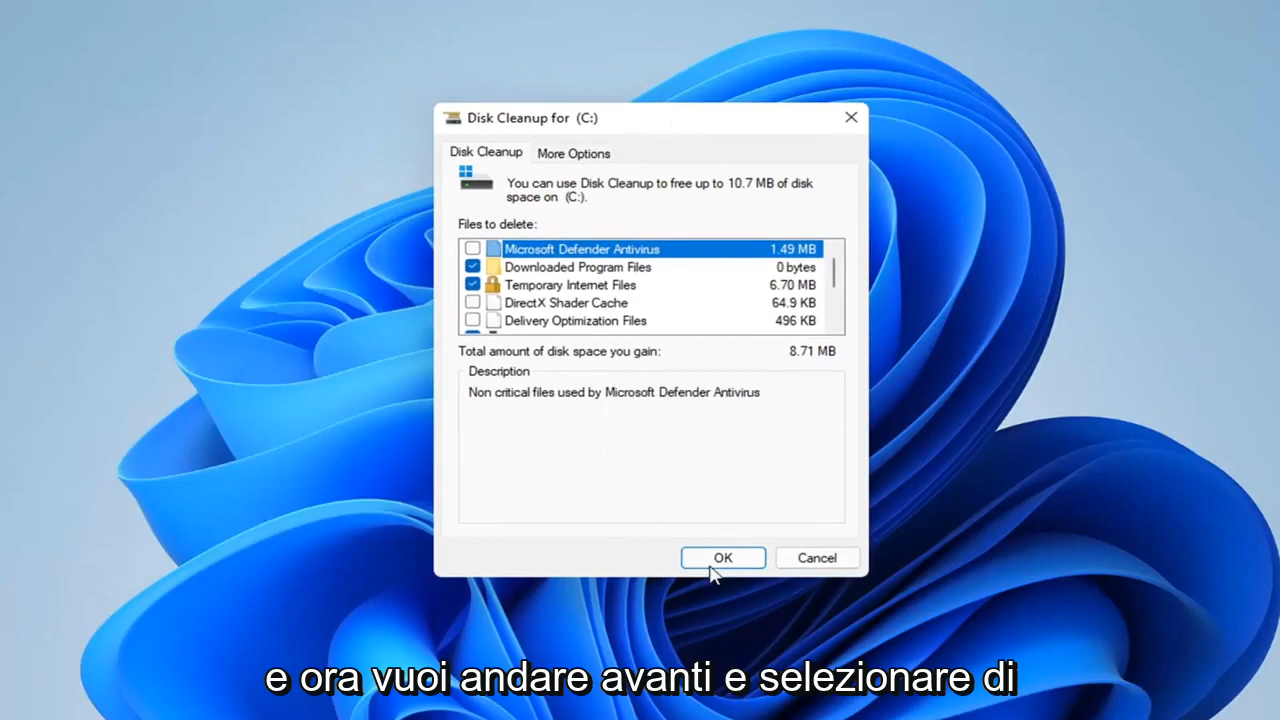 Disk Cleanup for (C:)
Disk Cleanup
More Options
You can use Disk Cleanup to free up to 10.7 MB of disk
space on (C:).
Files to delete:
Microsoft Defender Antivirus 1.49 MB
Downloaded Program Files 0 bytes
Temporary Internet Files 6.70 MB
DirectX Shader Cache 64.9 KB
Delivery Optimization Files 496 KB
Total amount of disk space you gain: 8.71 MB
Description
Non critical files used by Microsoft Defender Antivirus
OK
Cancel
e ora vuoi andare avanti e selezionare di